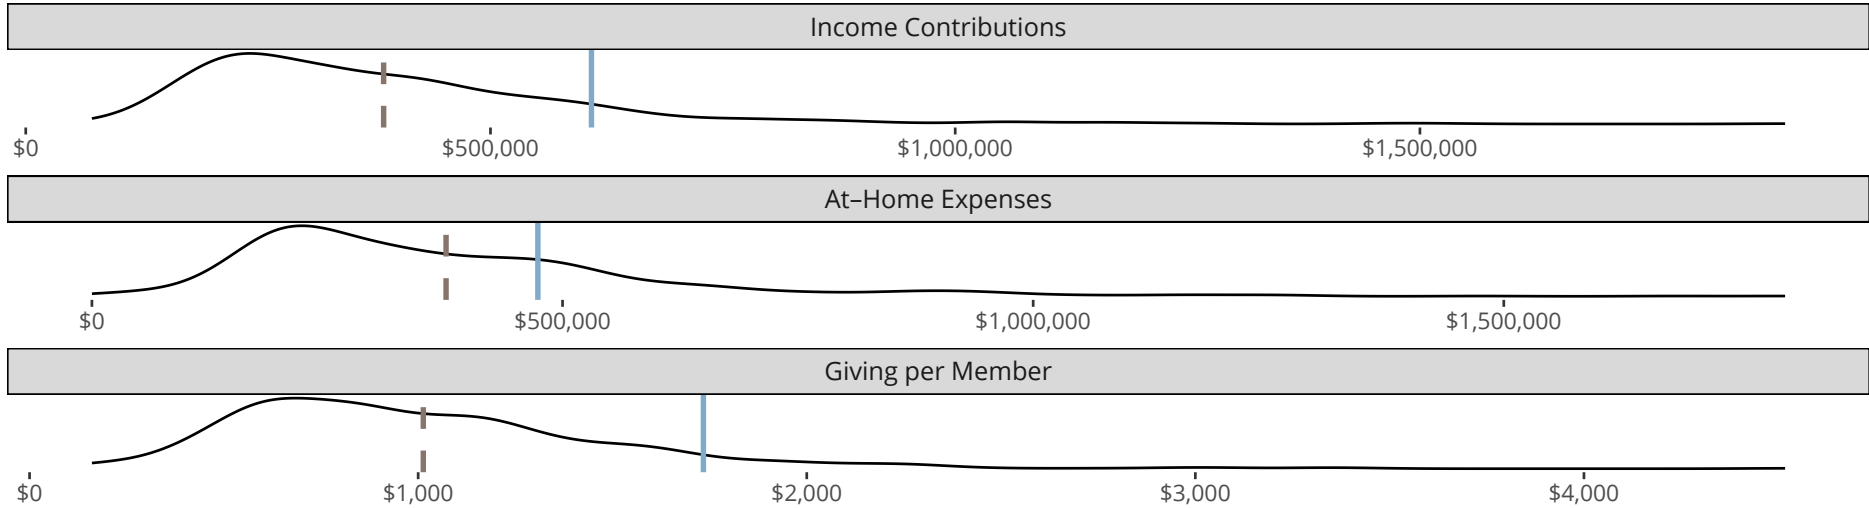 Income Contributions
$0 $500,000 $1,000,000 $1,500,000
At–Home Expenses
$0 $500,000 $1,000,000 $1,500,000
Giving per Member
$0 $1,000 $2,000 $3,000 $4,000